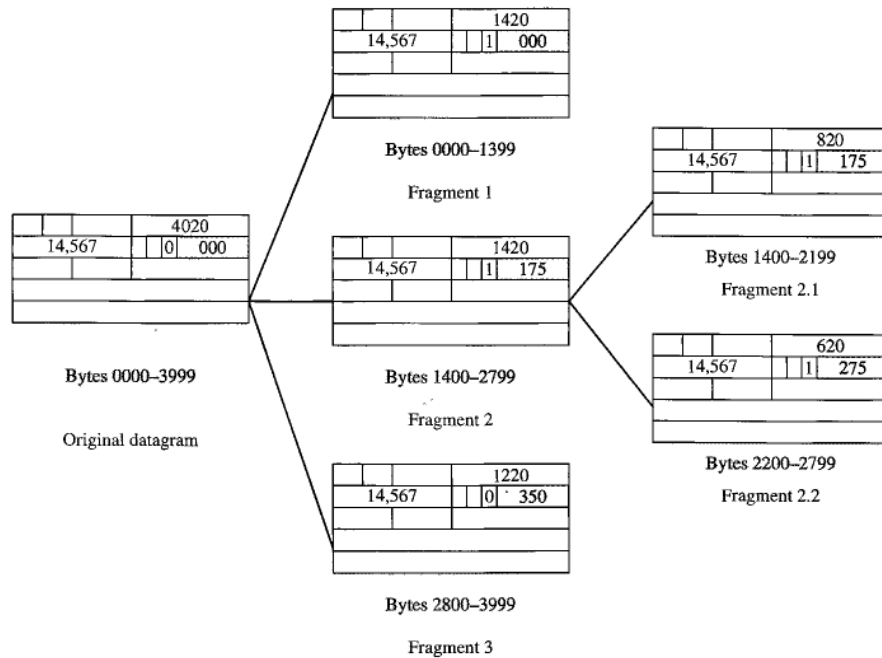 4020
14,567 0 000
Bytes 0000–3999
Original datagram
1420
14,567 1 000
Bytes 0000–1399
Fragment 1
1420
14,567 1 175
Bytes 1400–2799
Fragment 2
1220
14,567 0 350
Bytes 2800–3999
Fragment 3
820
14,567 1 175
Bytes 1400–2199
Fragment 2.1
620
14,567 1 275
Bytes 2200–2799
Fragment 2.2